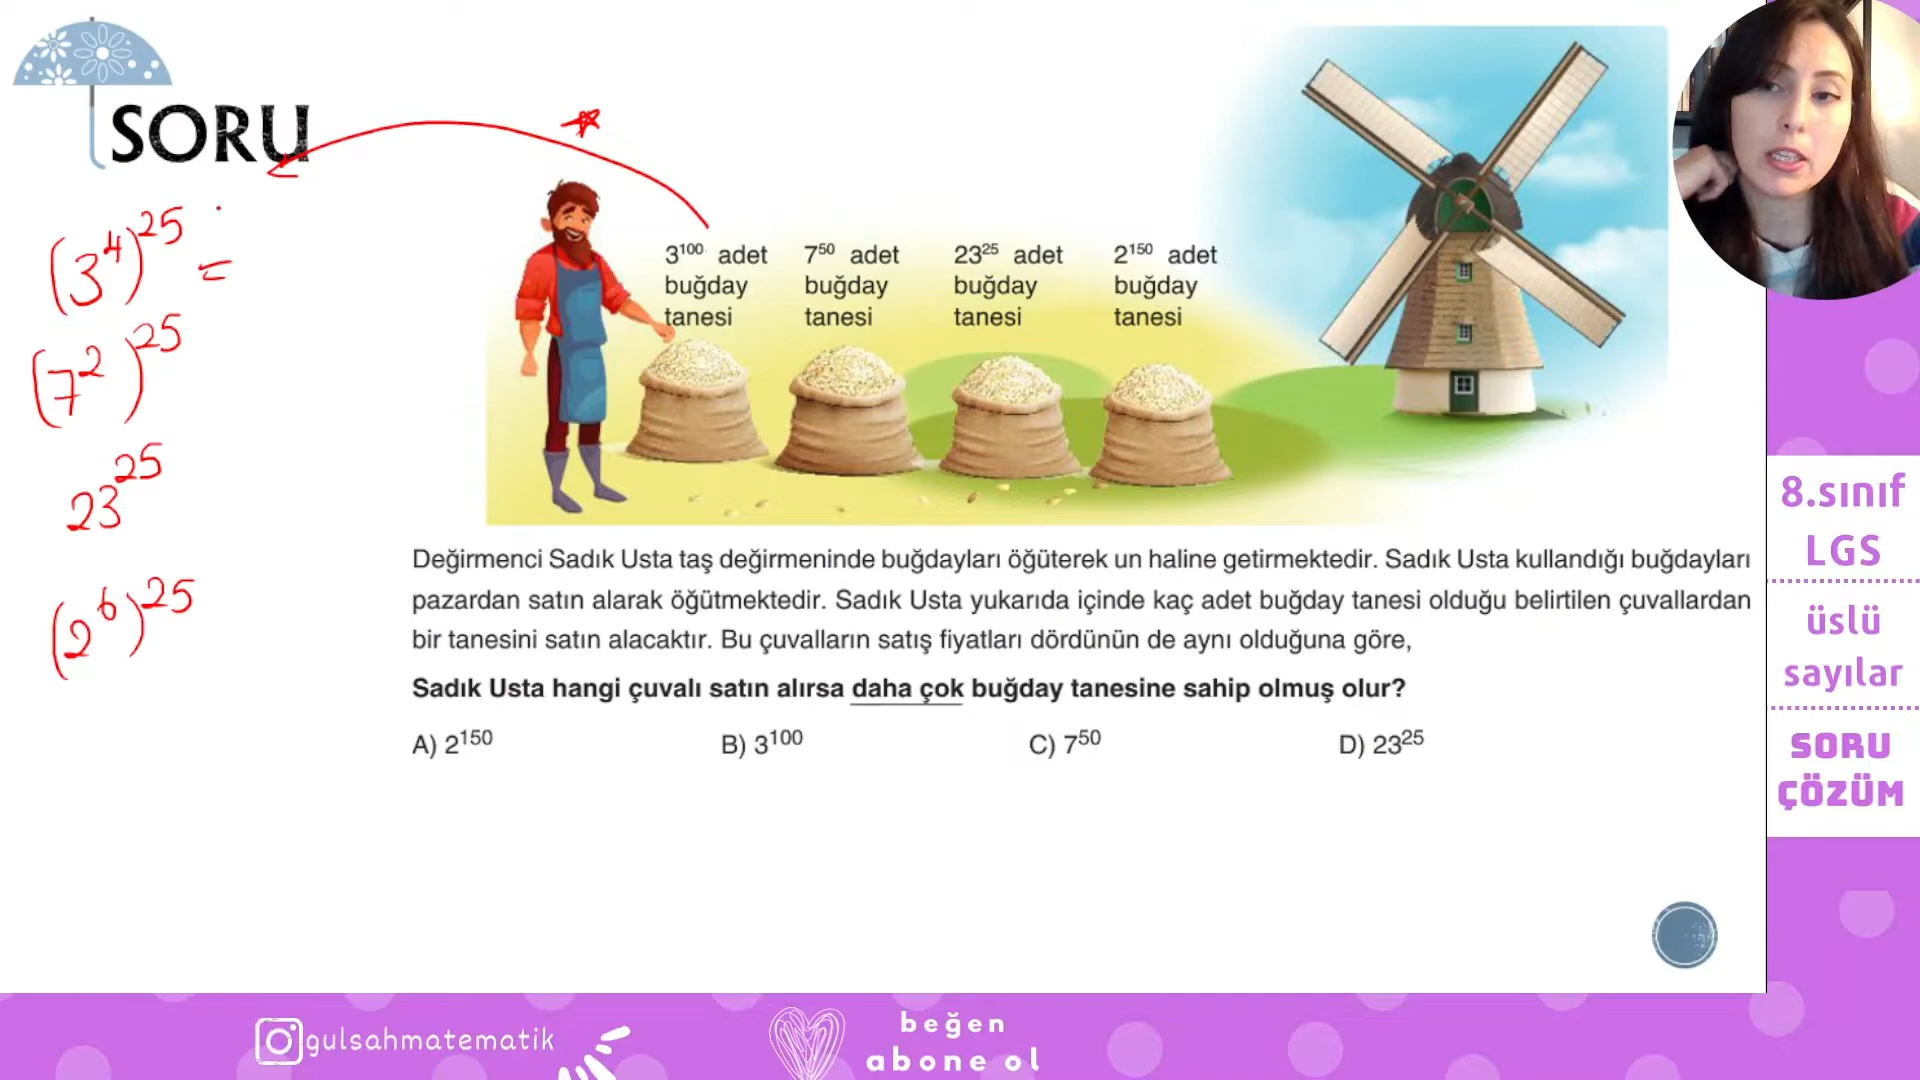 SORU
(3⁴)²⁵ =
(7²)²⁵
23²⁵
(2⁶)²⁵
3¹⁰⁰ adet buğday tanesi
7⁵⁰ adet buğday tanesi
23²⁵ adet buğday tanesi
2¹⁵⁰ adet buğday tanesi
Değirmenci Sadık Usta taş değirmeninde buğdayları öğüterek un haline getirmektedir. Sadık Usta kullandığı buğdayları
pazardan satın alarak öğütmektedir. Sadık Usta yukarıda içinde kaç adet buğday tanesi olduğu belirtilen çuvallardan
bir tanesini satın alacaktır. Bu çuvalların satış fiyatları dördünün de aynı olduğuna göre,
Sadık Usta hangi çuvalı satın alırsa daha çok buğday tanesine sahip olmuş olur?
A) 2¹⁵⁰ B) 3¹⁰⁰ C) 7⁵⁰ D) 23²⁵
8.sınıf
LGS
üslü
sayılar
SORU
ÇÖZÜM
gulsahmatematik
beğen
abone ol